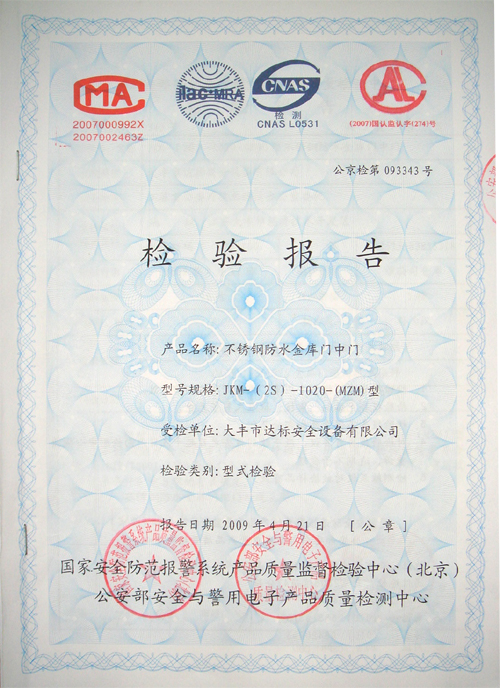 MA
ilac-MRA
CNAS
AL
2007000992X
2007002463Z
检 测
CNAS L0531
(2007)国认监认字(274)号
公京检第 093343 号
检 验 报 告
产品名称: 不锈钢防水金库门中门
型号规格: JKM-(2S)-1020-(MZM)型
受检单位: 大丰市达标安全设备有限公司
检验类别: 型式检验
报告日期 2009 年 4 月 21 日 [ 公 章 ]
国家安全防范报警系统产品质量监督检验中心(北京)
公安部安全与警用电子产品质量检测中心